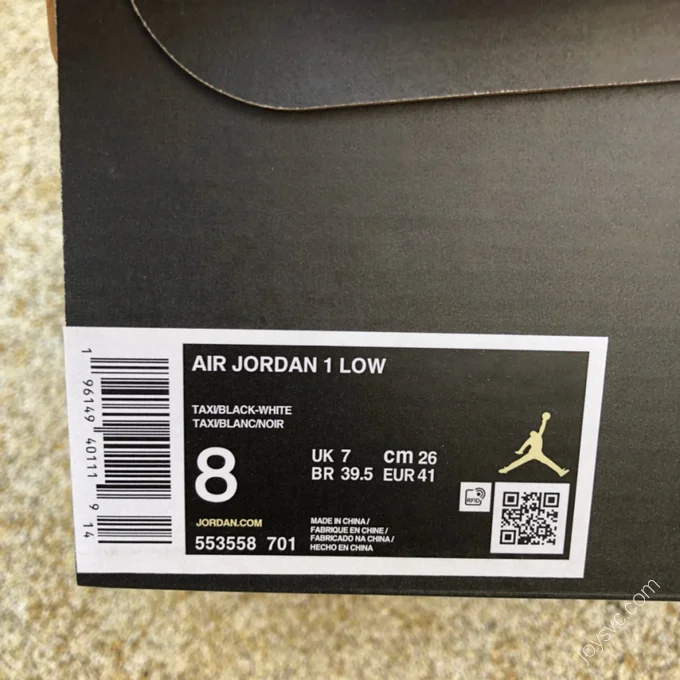 AIR JORDAN 1 LOW
TAXI/BLACK-WHITE
TAXI/BLANC/NOIR
8
UK 7 cm 26
BR 39.5 EUR 41
RFID
JORDAN.COM
553558 701
MADE IN CHINA /
FABRIQUE EN CHINE /
FABRICADO NA CHINA /
HECHO EN CHINA
1 96149 40111 9 14
joysvc.com